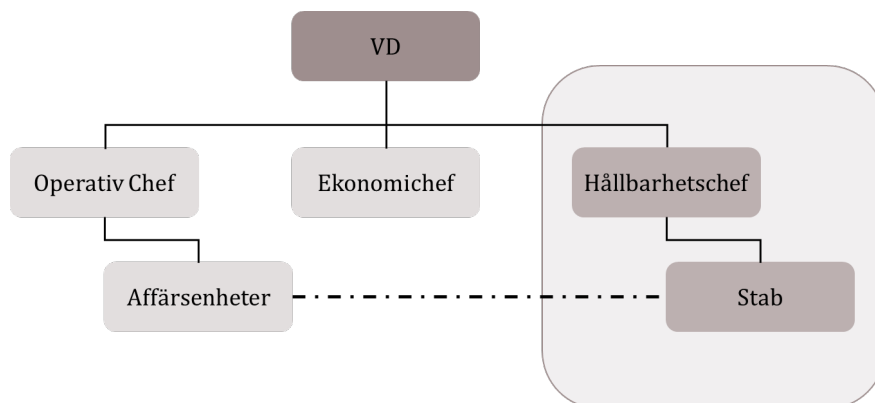 VD
Operativ Chef
Ekonomichef
Hållbarhetschef
Affärsenheter
Stab